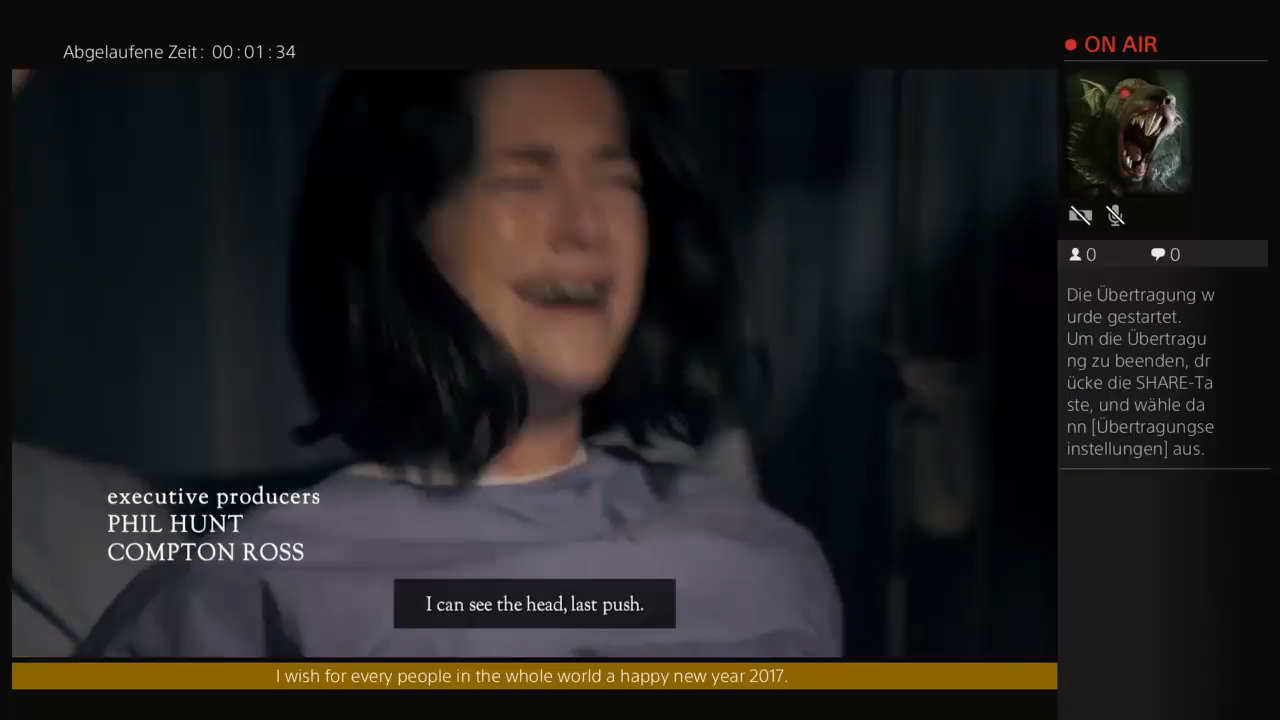 Abgelaufene Zeit: 00:01:34
ON AIR
0 0
Die Übertragung w
urde gestartet.
Um die Übertragu
ng zu beenden, dr
ücke die SHARE-Ta
ste, und wähle da
nn [Übertragungse
instellungen] aus.
executive producers
PHIL HUNT
COMPTON ROSS
I can see the head, last push.
I wish for every people in the whole world a happy new year 2017.